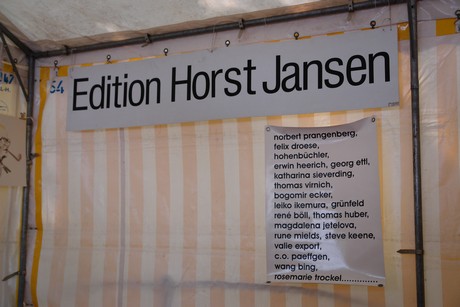 Edition Horst Jansen
54
norbert prangenberg,
felix droese,
hohenbüchler,
erwin heerich, georg ettl,
katharina sieverding,
thomas virnich,
bogomir ecker,
leiko ikemura, grünfeld
rené böll, thomas huber,
magdalena jetelova,
rune mields, steve keene,
valie export,
c.o. paeffgen,
wang bing,
rosemarie trockel.............